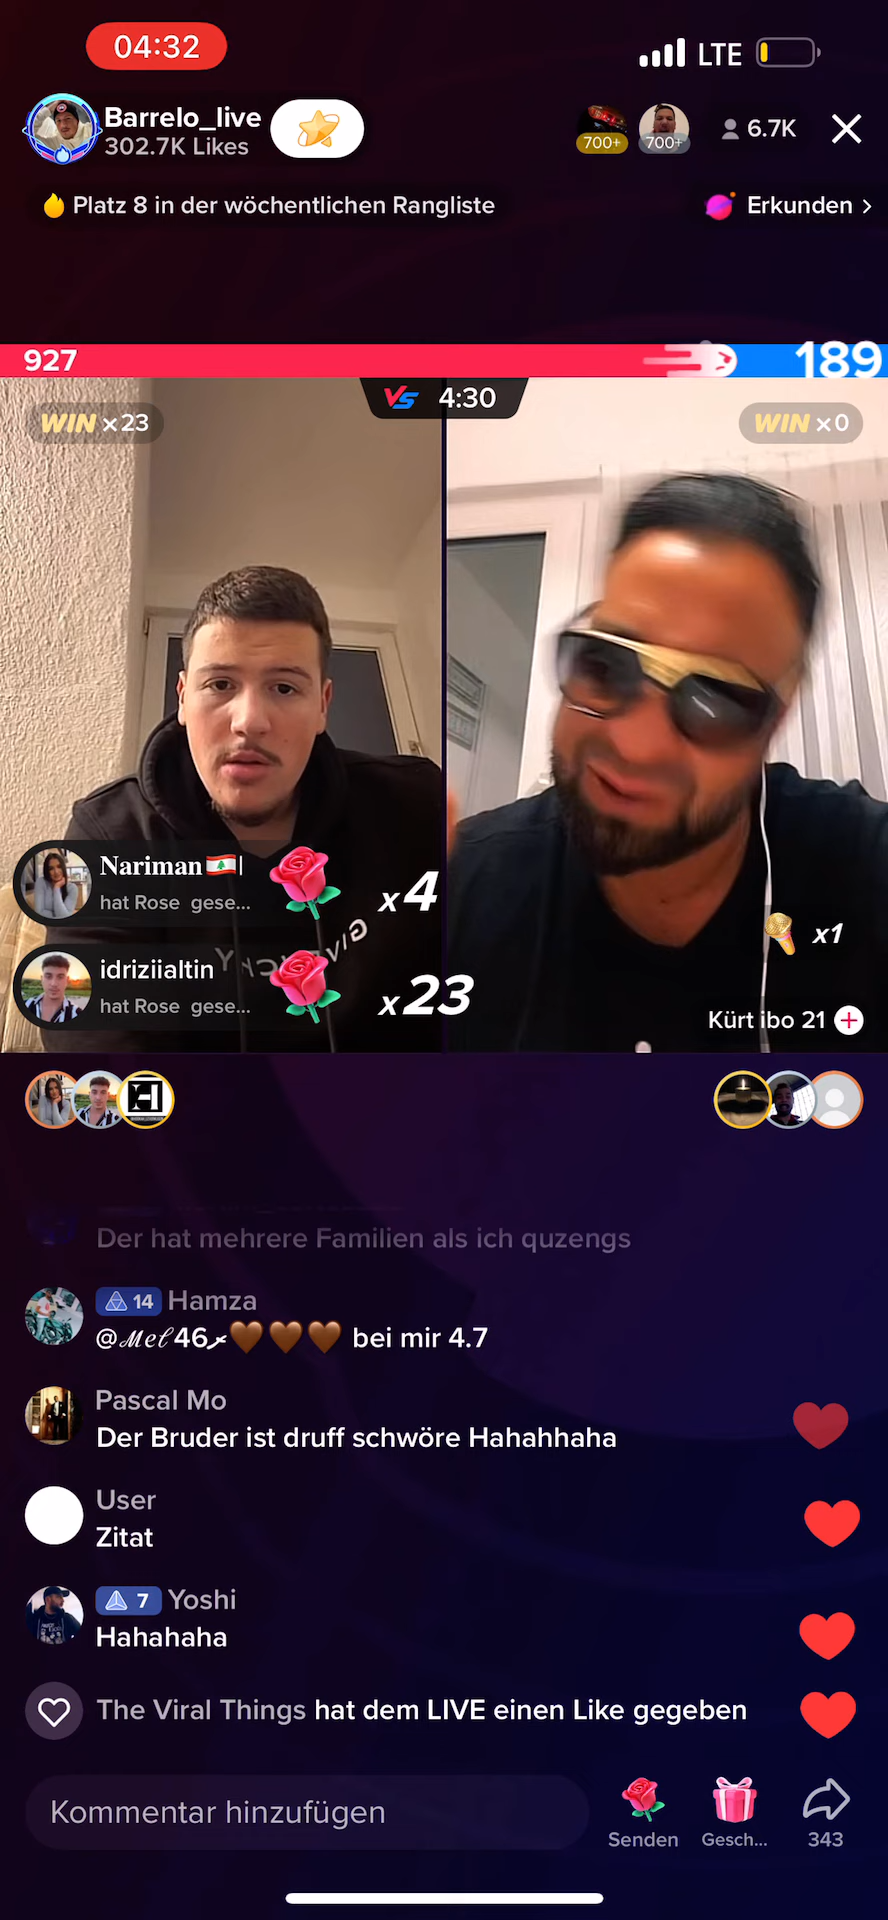 04:32
LTE
Barrelo_live
302.7K Likes
700+
700+
6.7K
Platz 8 in der wöchentlichen Rangliste
Erkunden >
927
189
VS 4:30
WIN x23
WIN x0
Nariman🇱🇧|
hat Rose gese...
x4
idriziialtin
hat Rose gese...
x23
x1
Kürt ibo 21
Der hat mehrere Familien als ich quzengs
14 Hamza
@𝓜𝓮𝓵46🤎🤎🤎 bei mir 4.7
Pascal Mo
Der Bruder ist druff schwöre Hahahhaha
User
Zitat
7 Yoshi
Hahahaha
The Viral Things hat dem LIVE einen Like gegeben
Kommentar hinzufügen
Senden
Gesch...
343